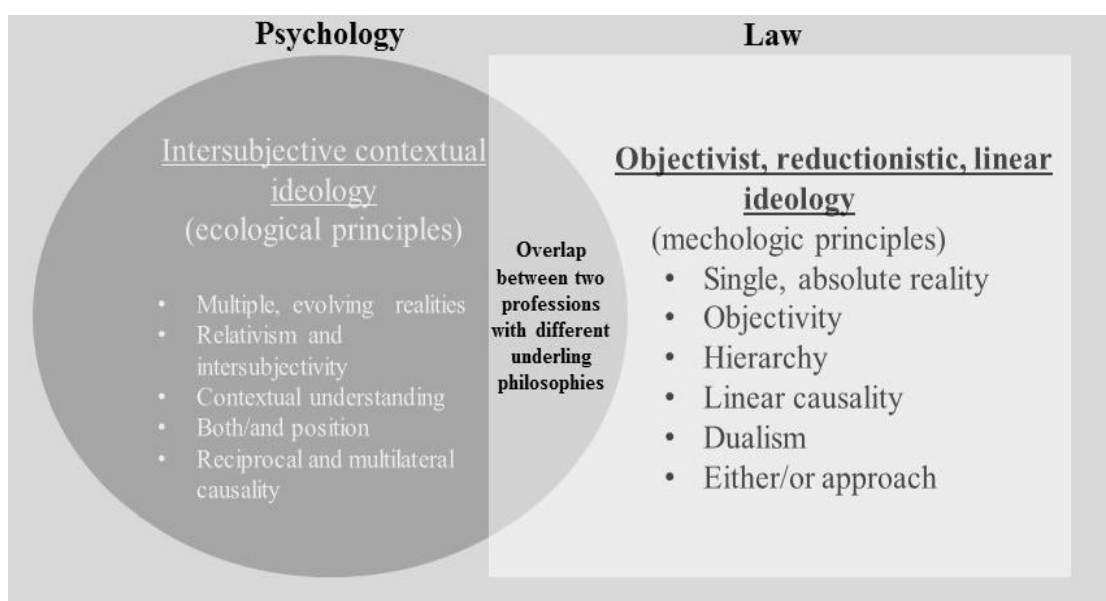 Psychology
Law
Intersubjective contextual
ideology
(ecological principles)
• Multiple, evolving realities
• Relativism and
intersubjectivity
• Contextual understanding
• Both/and position
• Reciprocal and multilateral
causality
Overlap
between two
professions
with different
underling
philosophies
Objectivist, reductionistic, linear
ideology
(mechologic principles)
• Single, absolute reality
• Objectivity
• Hierarchy
• Linear causality
• Dualism
• Either/or approach